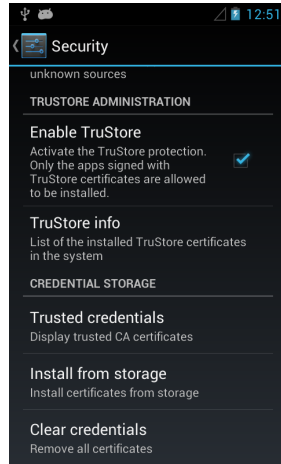 12:51
Security
unknown sources
TRUSTORE ADMINISTRATION
Enable TruStore
Activate the TruStore protection.
Only the apps signed with
TruStore certificates are allowed
to be installed.
TruStore info
List of the installed TruStore certificates
in the system
CREDENTIAL STORAGE
Trusted credentials
Display trusted CA certificates
Install from storage
Install certificates from storage
Clear credentials
Remove all certificates